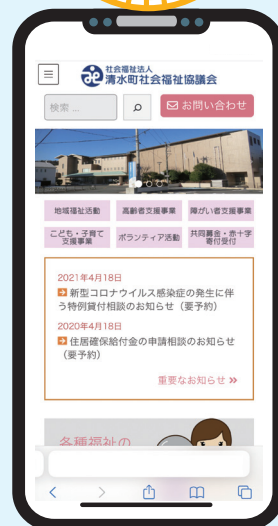 社会福祉法人
清水町社会福祉協議会
検索 ...
お問い合わせ
地域福祉活動
高齢者支援事業
障がい者支援事業
こども・子育て
支援事業
ボランティア活動
共同募金・赤十字
寄付受付
2021年4月18日
新型コロナウイルス感染症の発生に伴
う特例貸付相談のお知らせ（要予約）
2020年4月18日
住居確保給付金の申請相談のお知らせ
（要予約）
重要なお知らせ »
各種福祉の